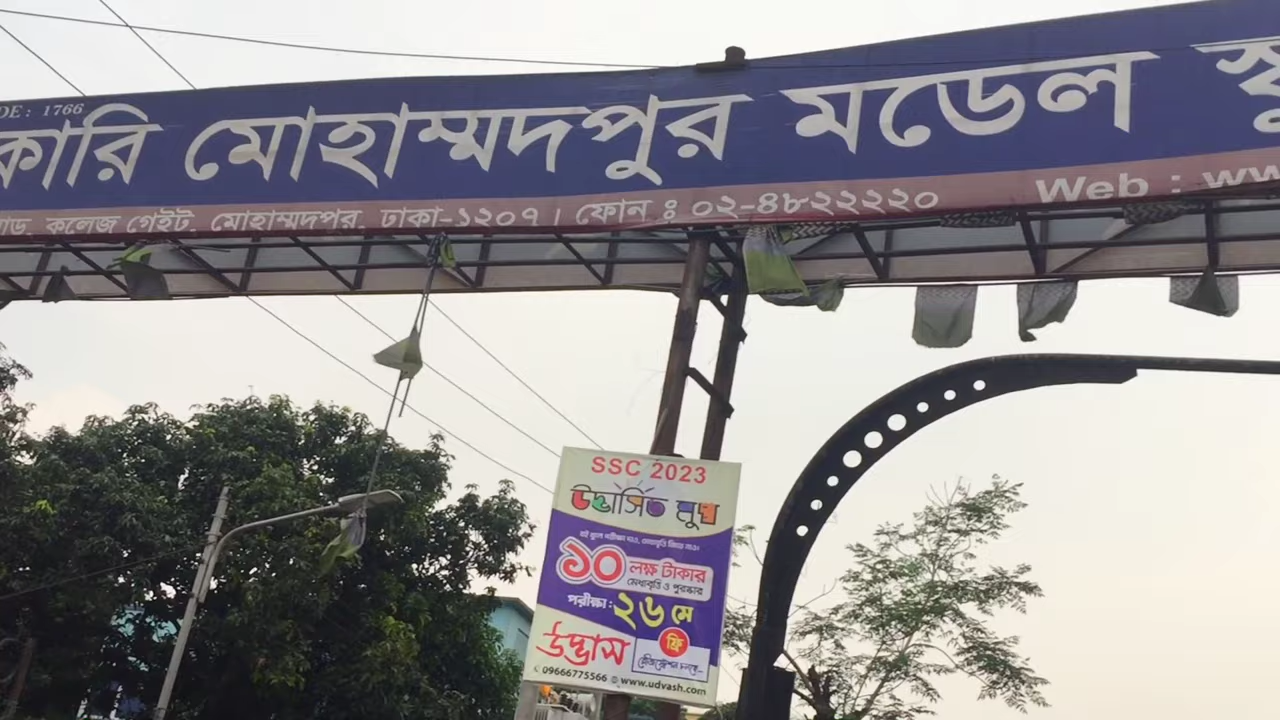 DE : 1766
কারি মোহাম্মদপুর মডেল স্কু
াড, কলেজ গেইট, মোহাম্মদপুর, ঢাকা-১২০৭ । ফোন ঃ ০২-৪৮২২২২০
Web : ww
SSC 2023
উদ্ভাসিত মুখ
১০ লক্ষ টাকার
মেধাবৃত্তি ও পুরস্কার
পরীক্ষা : ২৬ মে
উদ্ভাস
ফ্রি
রেজিস্ট্রেশন চলছে...
09666775566 www.udvash.com